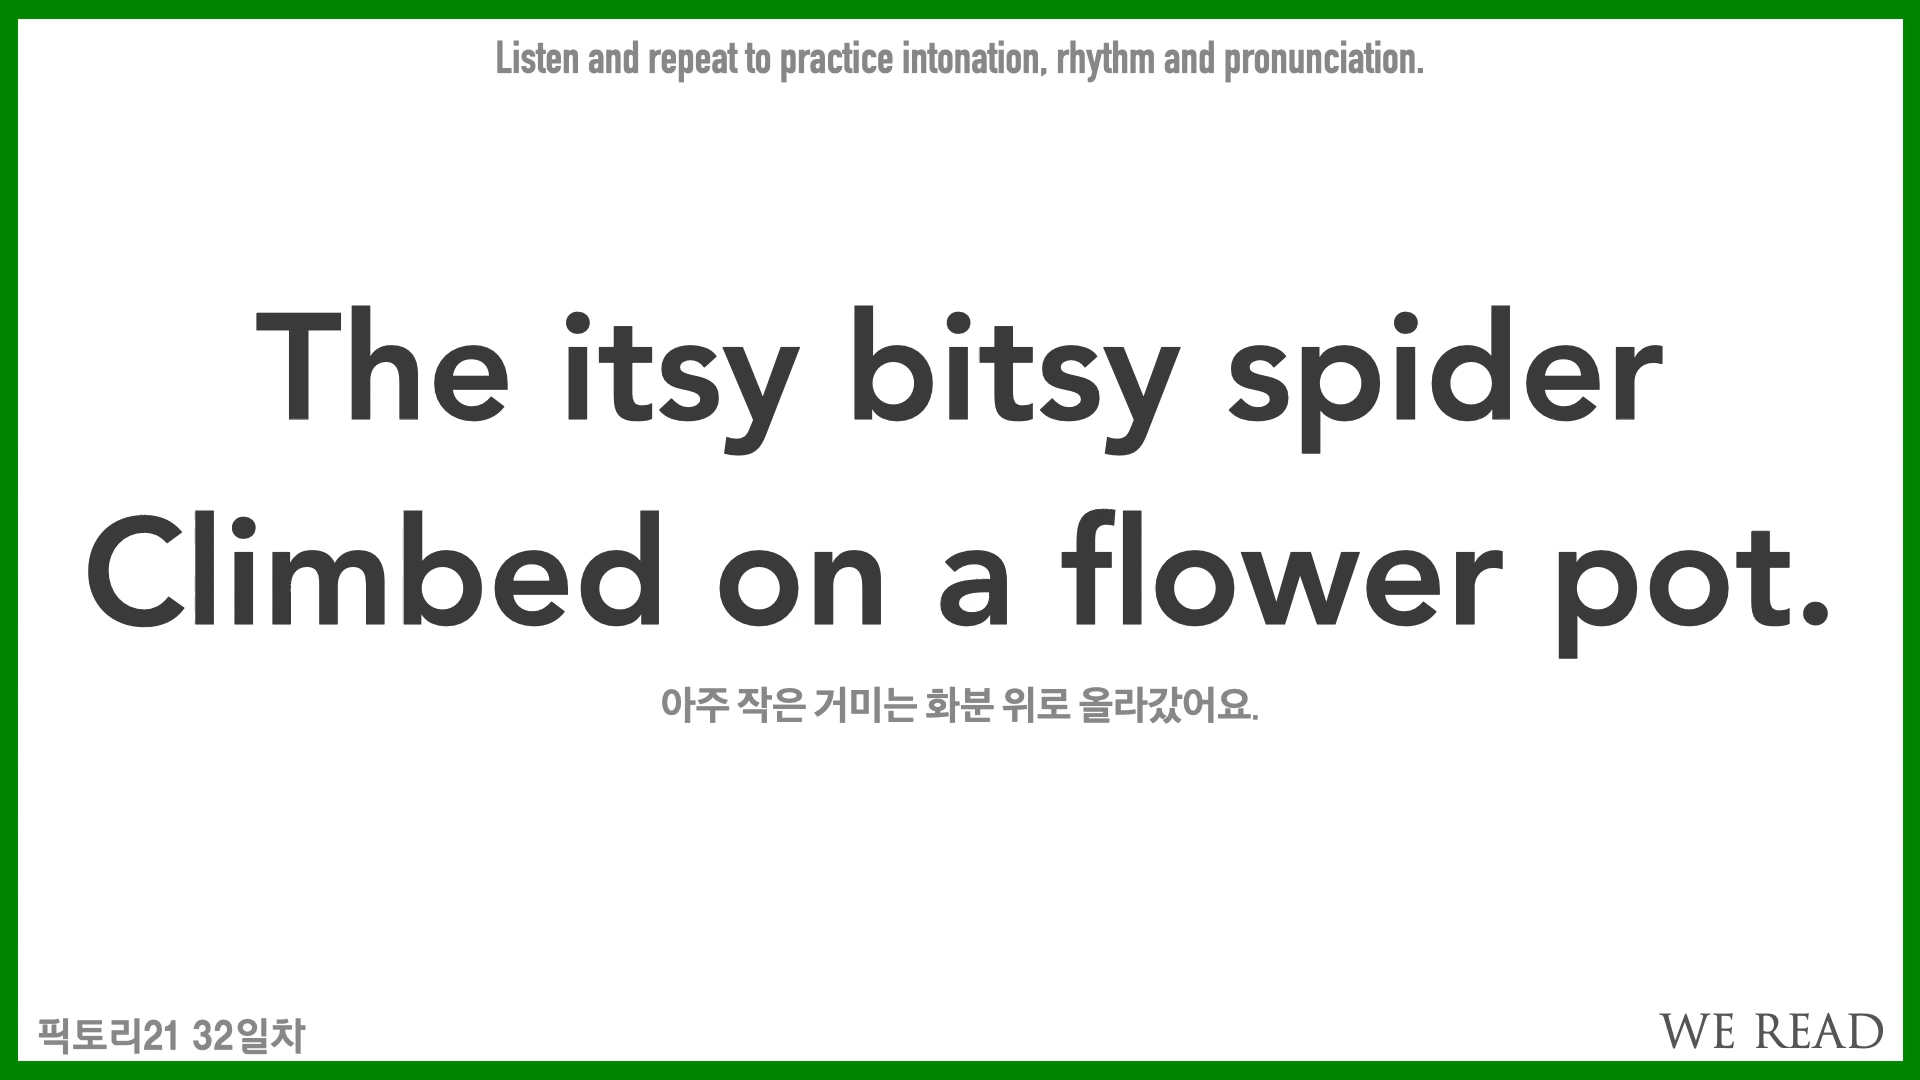 Listen and repeat to practice intonation, rhythm and pronunciation.
The itsy bitsy spider
Climbed on a flower pot.
아주 작은 거미는 화분 위로 올라갔어요.
픽토리21 32일차
WE READ